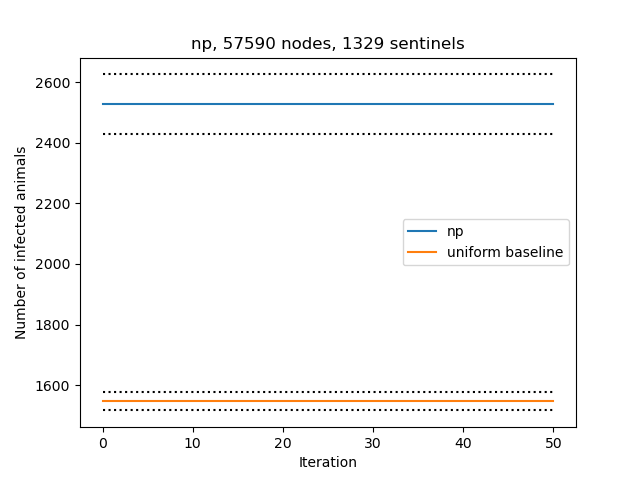 np, 57590 nodes, 1329 sentinels
Number of infected animals
2600
2400
2200
2000
1800
1600
np
uniform baseline
0 10 20 30 40 50
Iteration